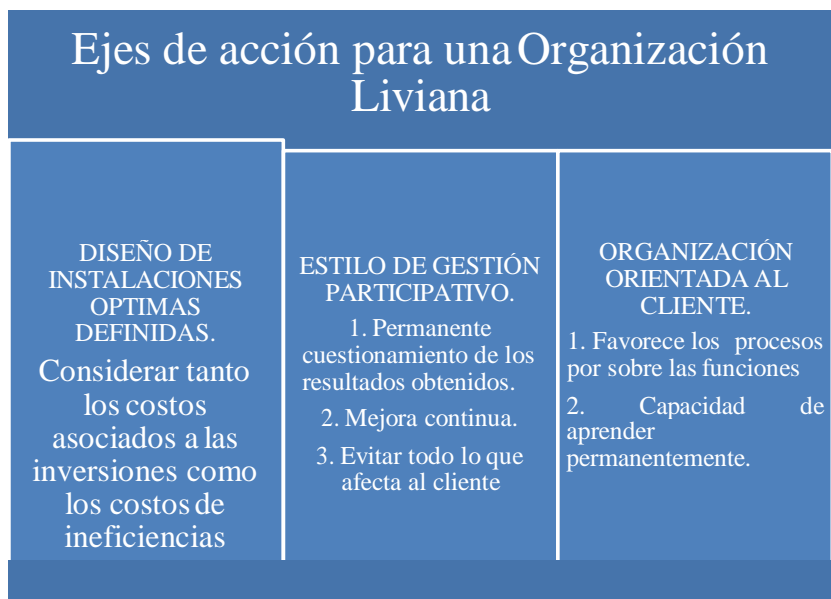 Ejes de acción para una Organización
Liviana
DISEÑO DE
INSTALACIONES
OPTIMAS
DEFINIDAS.
Considerar tanto
los costos
asociados a las
inversiones como
los costos de
ineficiencias
ESTILO DE GESTIÓN
PARTICIPATIVO.
1. Permanente
cuestionamiento de los
resultados obtenidos.
2. Mejora continua.
3. Evitar todo lo que
afecta al cliente
ORGANIZACIÓN
ORIENTADA AL
CLIENTE.
1. Favorece los procesos
por sobre las funciones
2. Capacidad de
aprender
permanentemente.